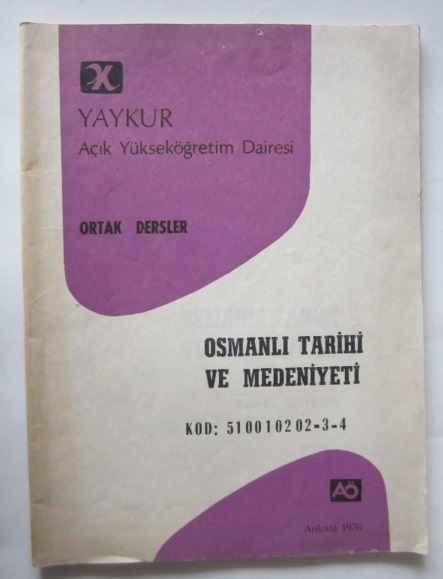 YAYKUR
Açık Yükseköğretim Dairesi
ORTAK DERSLER
OSMANLI TARİHİ
VE MEDENİYETİ
KOD: 510010202-3-4
AÖ
Ankara 1976